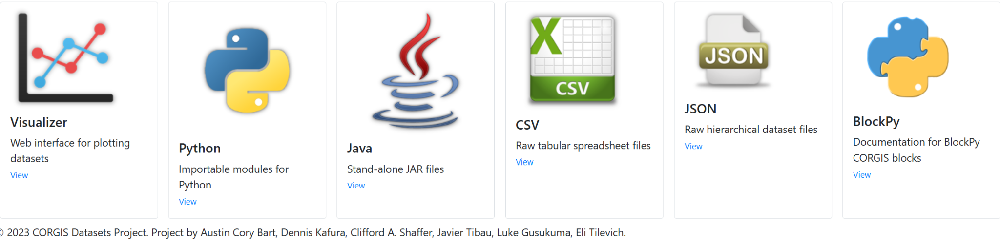 Visualizer
Web interface for plotting
datasets
View
Python
Importable modules for
Python
View
Java
Stand-alone JAR files
View
X
CSV
CSV
Raw tabular spreadsheet files
View
JSON
JSON
Raw hierarchical dataset files
View
BlockPy
Documentation for BlockPy
CORGIS blocks
View
© 2023 CORGIS Datasets Project. Project by Austin Cory Bart, Dennis Kafura, Clifford A. Shaffer, Javier Tibau, Luke Gusukuma, Eli Tilevich.